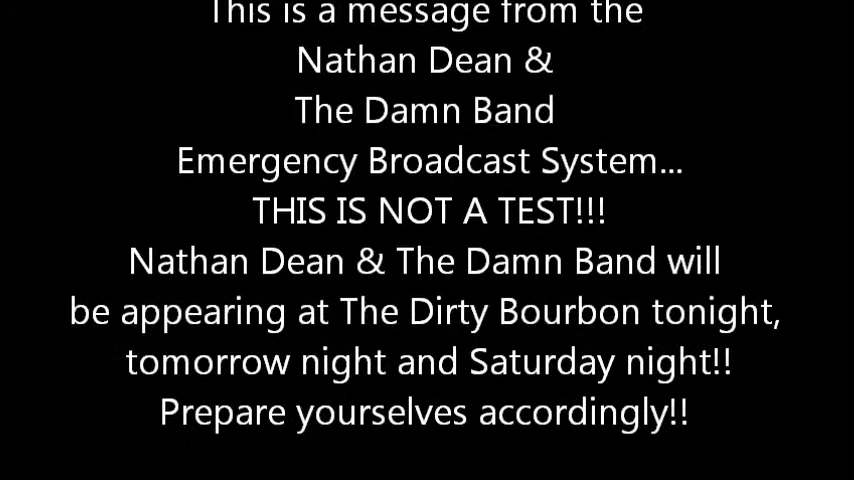 This is a message from the
Nathan Dean &
The Damn Band
Emergency Broadcast System...
THIS IS NOT A TEST!!!
Nathan Dean & The Damn Band will
be appearing at The Dirty Bourbon tonight,
tomorrow night and Saturday night!!
Prepare yourselves accordingly!!